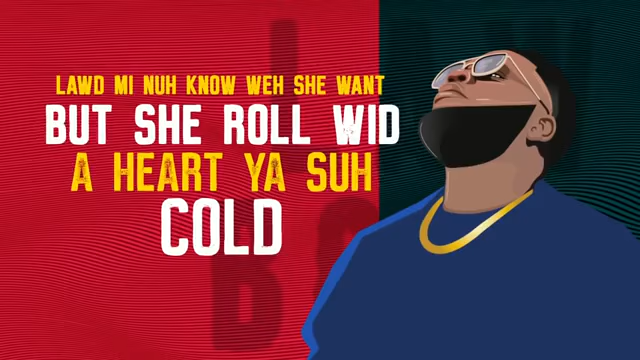 LAWD MI NUH KNOW WEH SHE WANT
BUT SHE ROLL WID
A HEART YA SUH
COLD